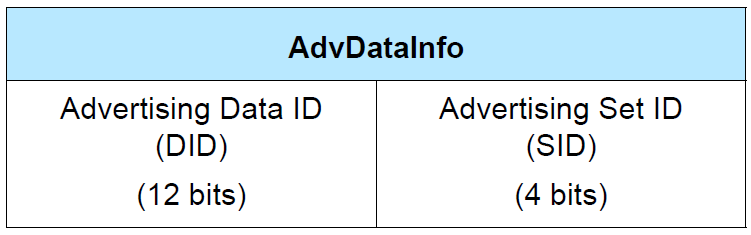 AdvDataInfo
Advertising Data ID
(DID)
(12 bits)
Advertising Set ID
(SID)
(4 bits)